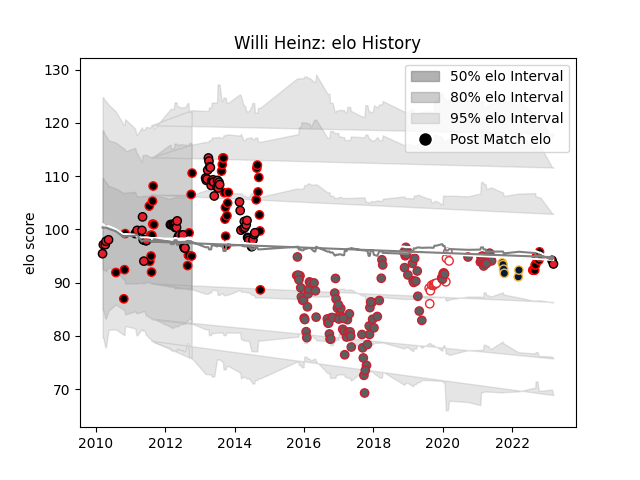 Willi Heinz: elo History
130
120
110
100
90
80
70
elo score
50% elo Interval
80% elo Interval
95% elo Interval
Post Match elo
2010
2012
2014
2016
2018
2020
2022